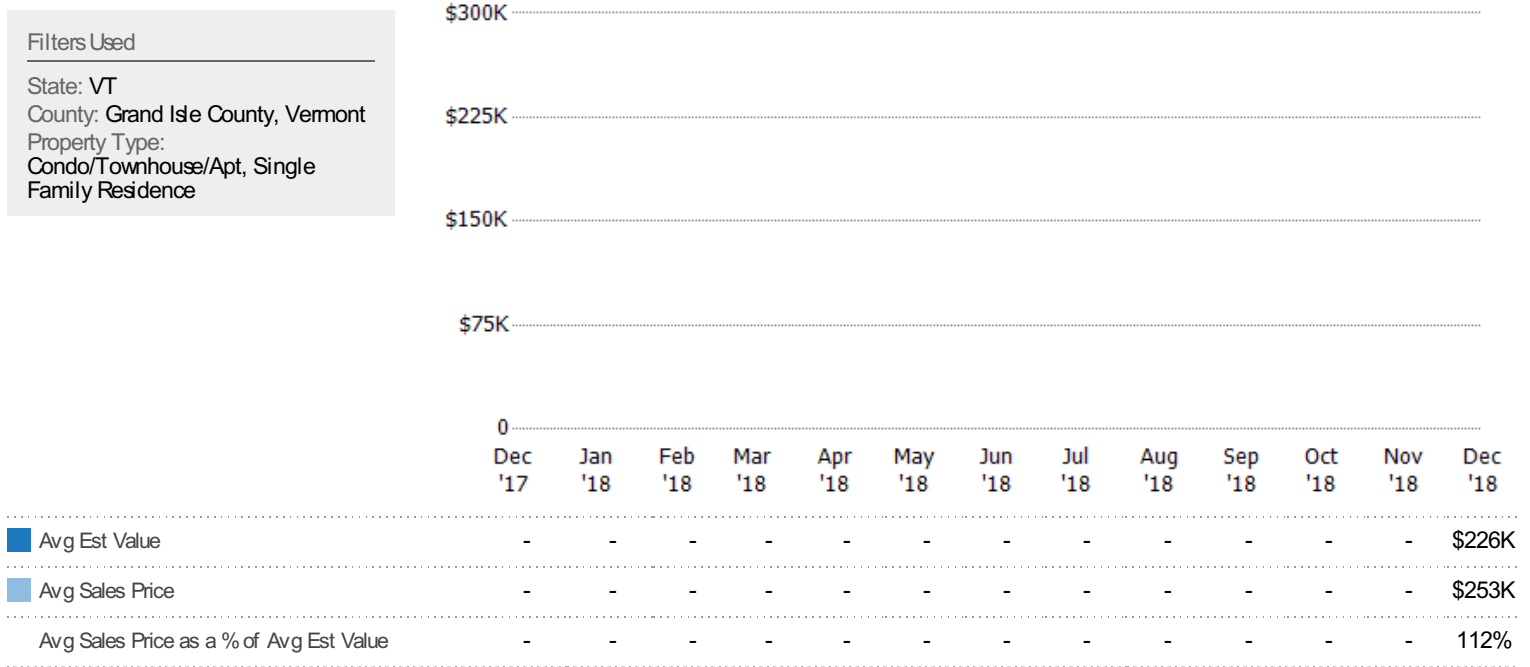 Filters Used
State: VT
County: Grand Isle County, Vermont
Property Type:
Condo/Townhouse/Apt, Single
Family Residence
$300K
$225K
$150K
$75K
0
Dec Jan Feb Mar Apr May Jun Jul Aug Sep Oct Nov Dec
'17 '18 '18 '18 '18 '18 '18 '18 '18 '18 '18 '18 '18
Avg Est Value - - - - - - - - - - - - $226K
Avg Sales Price - - - - - - - - - - - - $253K
Avg Sales Price as a % of Avg Est Value - - - - - - - - - - - - 112%